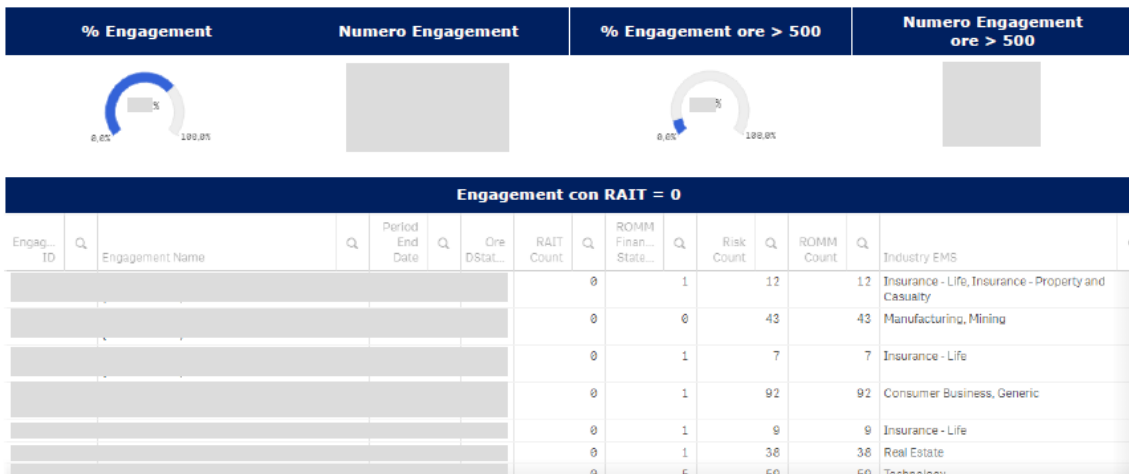 % Engagement
Numero Engagement
% Engagement ore > 500
Numero Engagement
ore > 500
%
0,0%
100,0%
%
0,0%
100,0%
Engagement con RAIT = 0
Engag...
ID
Engagement Name
Period
End
Date
Ore
DStat...
RAIT
Count
ROMM
Finan...
State...
Risk
Count
ROMM
Count
Industry EMS
0 1 12 12 Insurance - Life, Insurance - Property and
Casualty
0 0 43 43 Manufacturing, Mining
0 1 7 7 Insurance - Life
0 1 92 92 Consumer Business, Generic
0 1 9 9 Insurance - Life
0 1 38 38 Real Estate
Technology